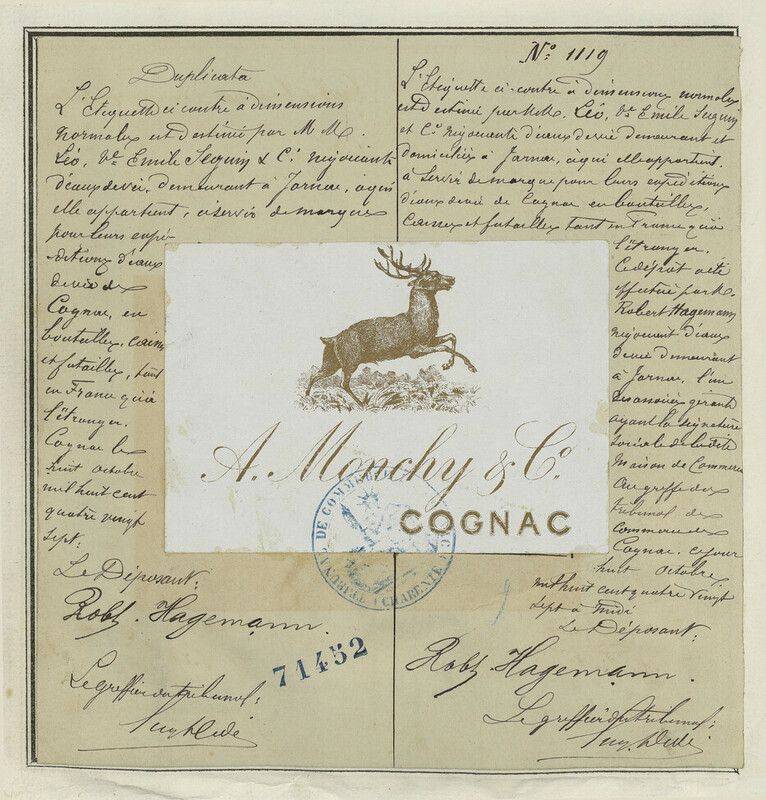 Duplicata
L'Etiquette ci contre à dimensions
normales est destinée par M M.
Léo, Vve Emile Seguin & Cie négociants
d'eaux de vie, demeurant à Jarnac, à qui
elle appartient, à servir de marque
pour leurs expé-
ditions d'eaux
de vie de
Cognac, en
bouteilles, caisses
et futailles, tant
en France qu'à
l'étranger.
Cognac le
huit octobre
mil huit cent
quatre vingt
sept:
Le Déposant:
Robt. Hagemann.
Le greffier du tribunal:
No. 1119
L'Etiquette ci-contre à dimensions normales
est destinée par M.M. Léo, Vve Emile Seguin
et Cie négociants d'eaux de vie demeurant et
domiciliés à Jarnac, à qui elle appartient.
à servir de marque pour leurs expéditions
d'eaux de vie de Cognac en bouteilles,
caisses et futailles tant en France qu'à
l'étranger.
Ce dépôt a été
effectué par M.
Robert Hagemann
négociant d'eaux
de vie demeurant
à Jarnac, l'un
des associés gérants
ayant la signature
sociale de la dite
maison de Commerce
au greffe du
tribunal de
Commerce de
Cognac. ce jour
huit octobre
mil huit cent quatre vingt
sept à midi
Le Déposant:
Robt Hagemann.
Le greffier du tribunal:
A. Monchy & Co.
COGNAC
TRIBUNAL DE COMMERCE
(CHARENTE)
71452